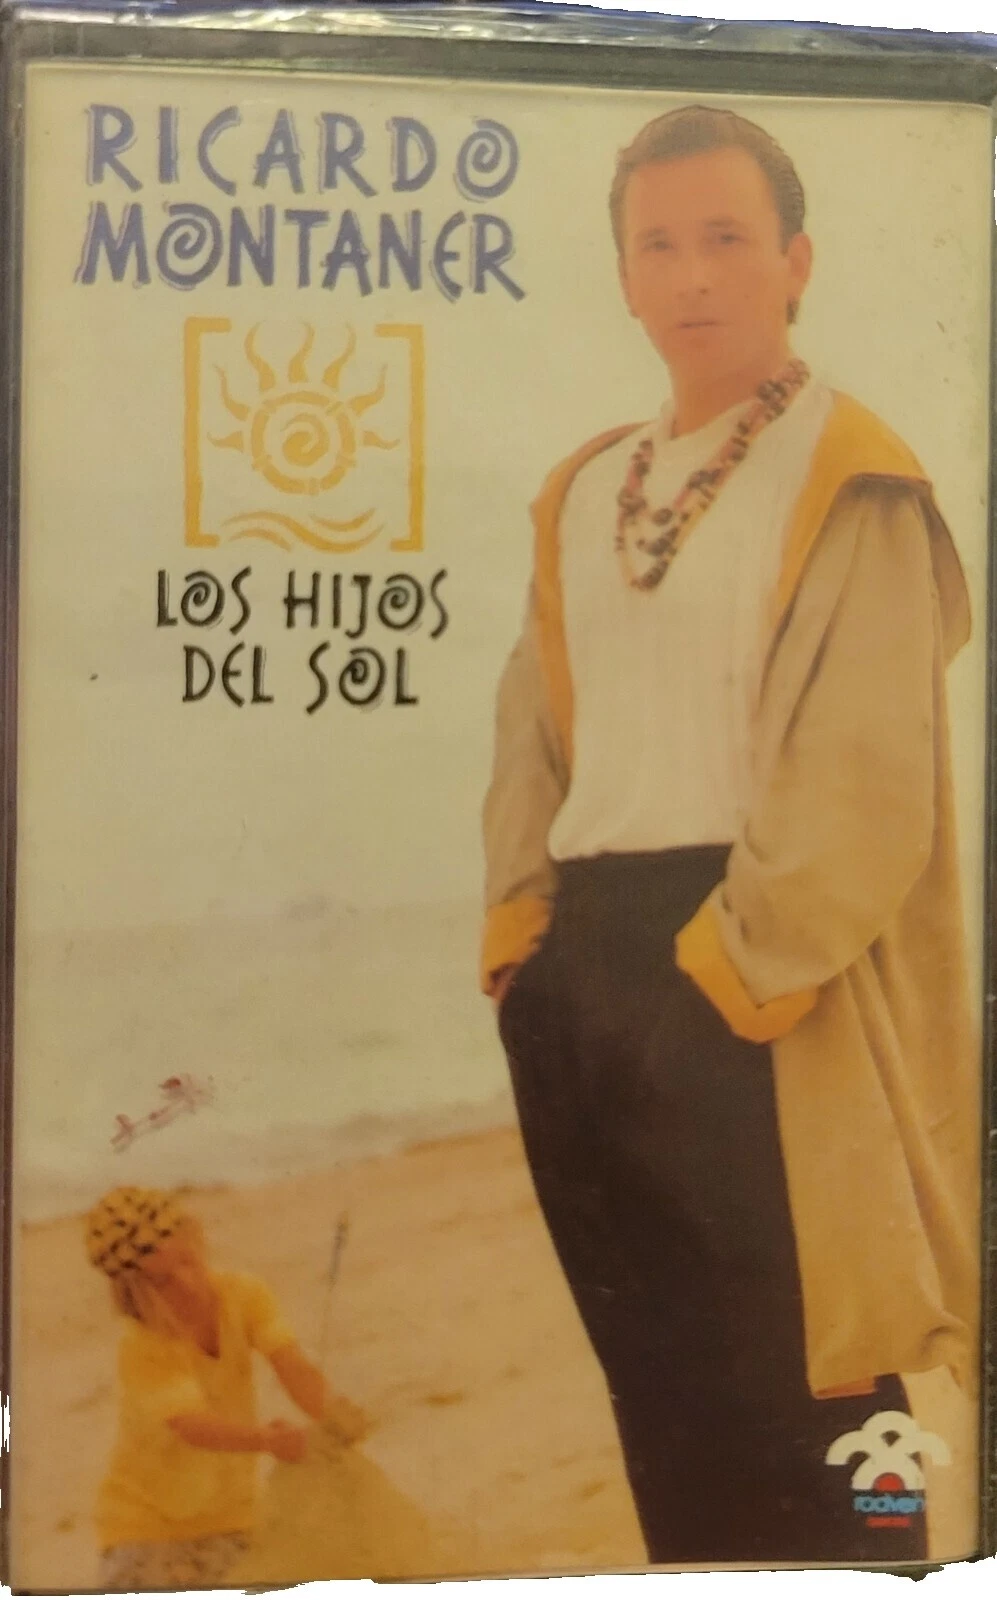 RICARDO
MONTANER
LOS HIJOS
DEL SOL
rodven